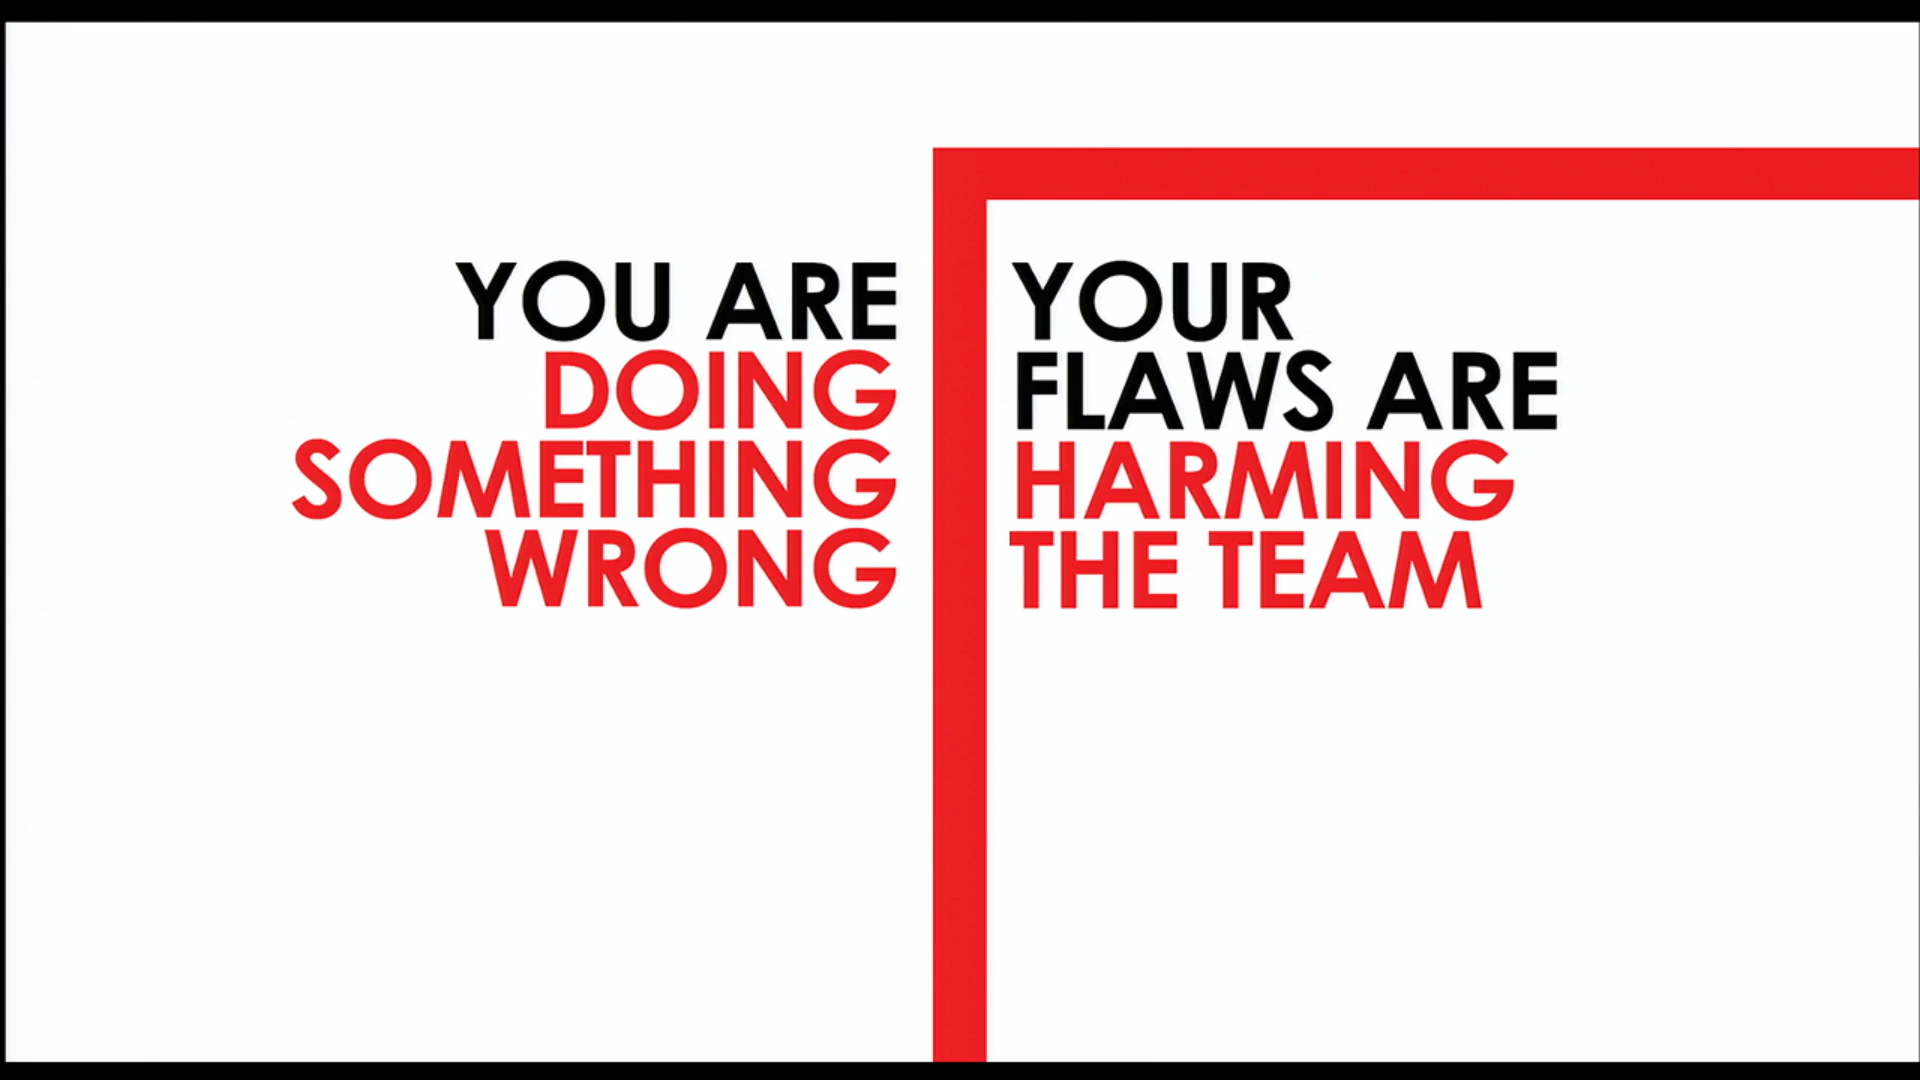 YOU ARE
DOING
SOMETHING
WRONG
YOUR
FLAWS ARE
HARMING
THE TEAM